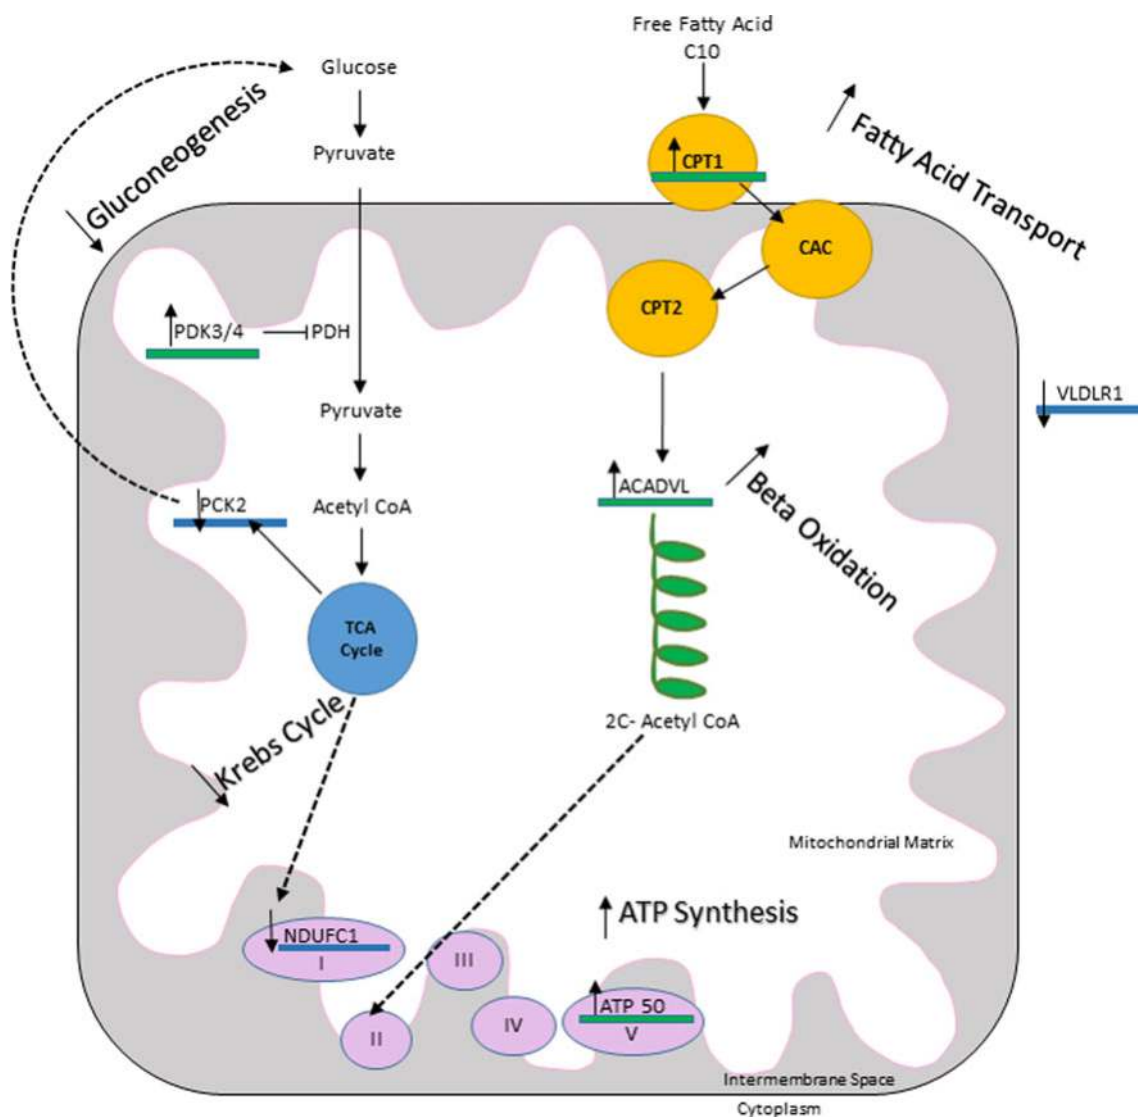 Free Fatty Acid
C10
Glucose
Gluconeogenesis
Fatty Acid Transport
Pyruvate
CPT1
CAC
CPT2
PDK3/4
PDH
Pyruvate
VLDLR1
ACADVL
Beta Oxidation
PCK2
Acetyl CoA
TCA
Cycle
2C- Acetyl CoA
Krebs Cycle
Mitochondrial Matrix
ATP Synthesis
NDUFC1
I
III
II
IV
ATP 50
V
Intermembrane Space
Cytoplasm